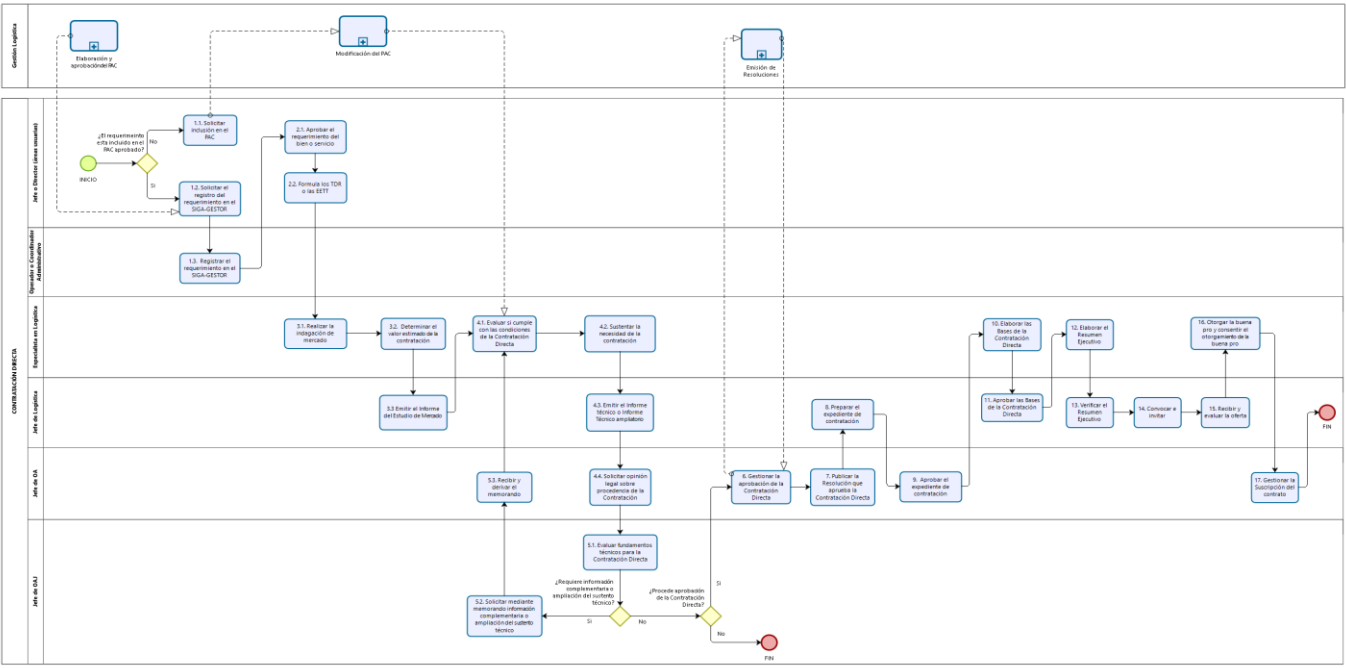 Gestión Logística
Elaboración y
aprobación del PAC
Modificación del PAC
Emisión de
Resoluciones
CONTRATACIÓN DIRECTA
Jefe o Director (áreas usuarias)
¿El requerimeinto
esta incluido en el
PAC aprobado?
INICIO
No
Si
1.1. Solicitar
inclusión en el
PAC
1.2. Solicitar el
registro del
requerimiento en el
SIGA-GESTOR
2.1. Aprobar el
requerimiento del
bien o servicio
2.2. Formula los TDR
o las EETT
Operador o Coordinador
Administrativo
1.3. Registrar el
requerimiento en el
SIGA-GESTOR
Especialista en Logística
3.1. Realizar la
indagación de
mercado
3.2. Determinar el
valor estimado de la
contratación
4.1. Evaluar si cumple
con las condiciones
de la Contratación
Directa
4.2. Sustentar la
necesidad de la
contratación
10. Elaborar las
Bases de la
Contratación
Directa
12. Elaborar el
Resumen
Ejecutivo
16. Otorgar la buena
pro y consentir el
otorgamiento de la
buena pro
Jefe de Logística
3.3 Emitir el Informe
del Estudio de Mercado
4.3. Emitir el Informe
técnico o Informe
Técnico ampliatorio
8. Preparar el
expediente de
contratación
11. Aprobar las Bases
de la Contratación
Directa
13. Verificar el
Resumen
Ejecutivo
14. Convocar e
invitar
15. Recibir y
evaluar la oferta
FIN
Jefe de OA
5.3. Recibir y
derivar el
memorando
4.4. Solicitar opinión
legal sobre
procedencia de la
Contratación
6. Gestionar la
aprobación de la
Contratación
Directa
7. Publicar la
Resolución que
aprueba la
Contratación Directa
9. Aprobar el
expediente de
contratación
17. Gestionar la
Suscripción del
contrato
Jefe de OAJ
5.1. Evaluar fundamentos
técnicos para la
Contratación Directa
¿Requiere información
complementaria o
ampliación del sustento
técnico?
5.2. Solicitar mediante
memorando información
complementaria o
ampliación del sustento
técnico
Si
No
¿Procede aprobación
de la Contratación
Directa?
Si
No
FIN